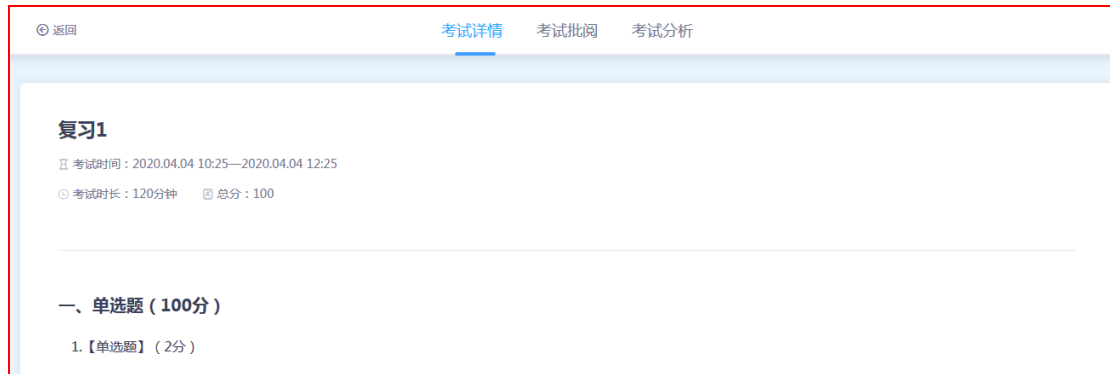 返回
考试详情 考试批阅 考试分析
复习1
考试时间：2020.04.04 10:25—2020.04.04 12:25
考试时长：120分钟 总分：100
一、单选题（100分）
1.【单选题】（2分）